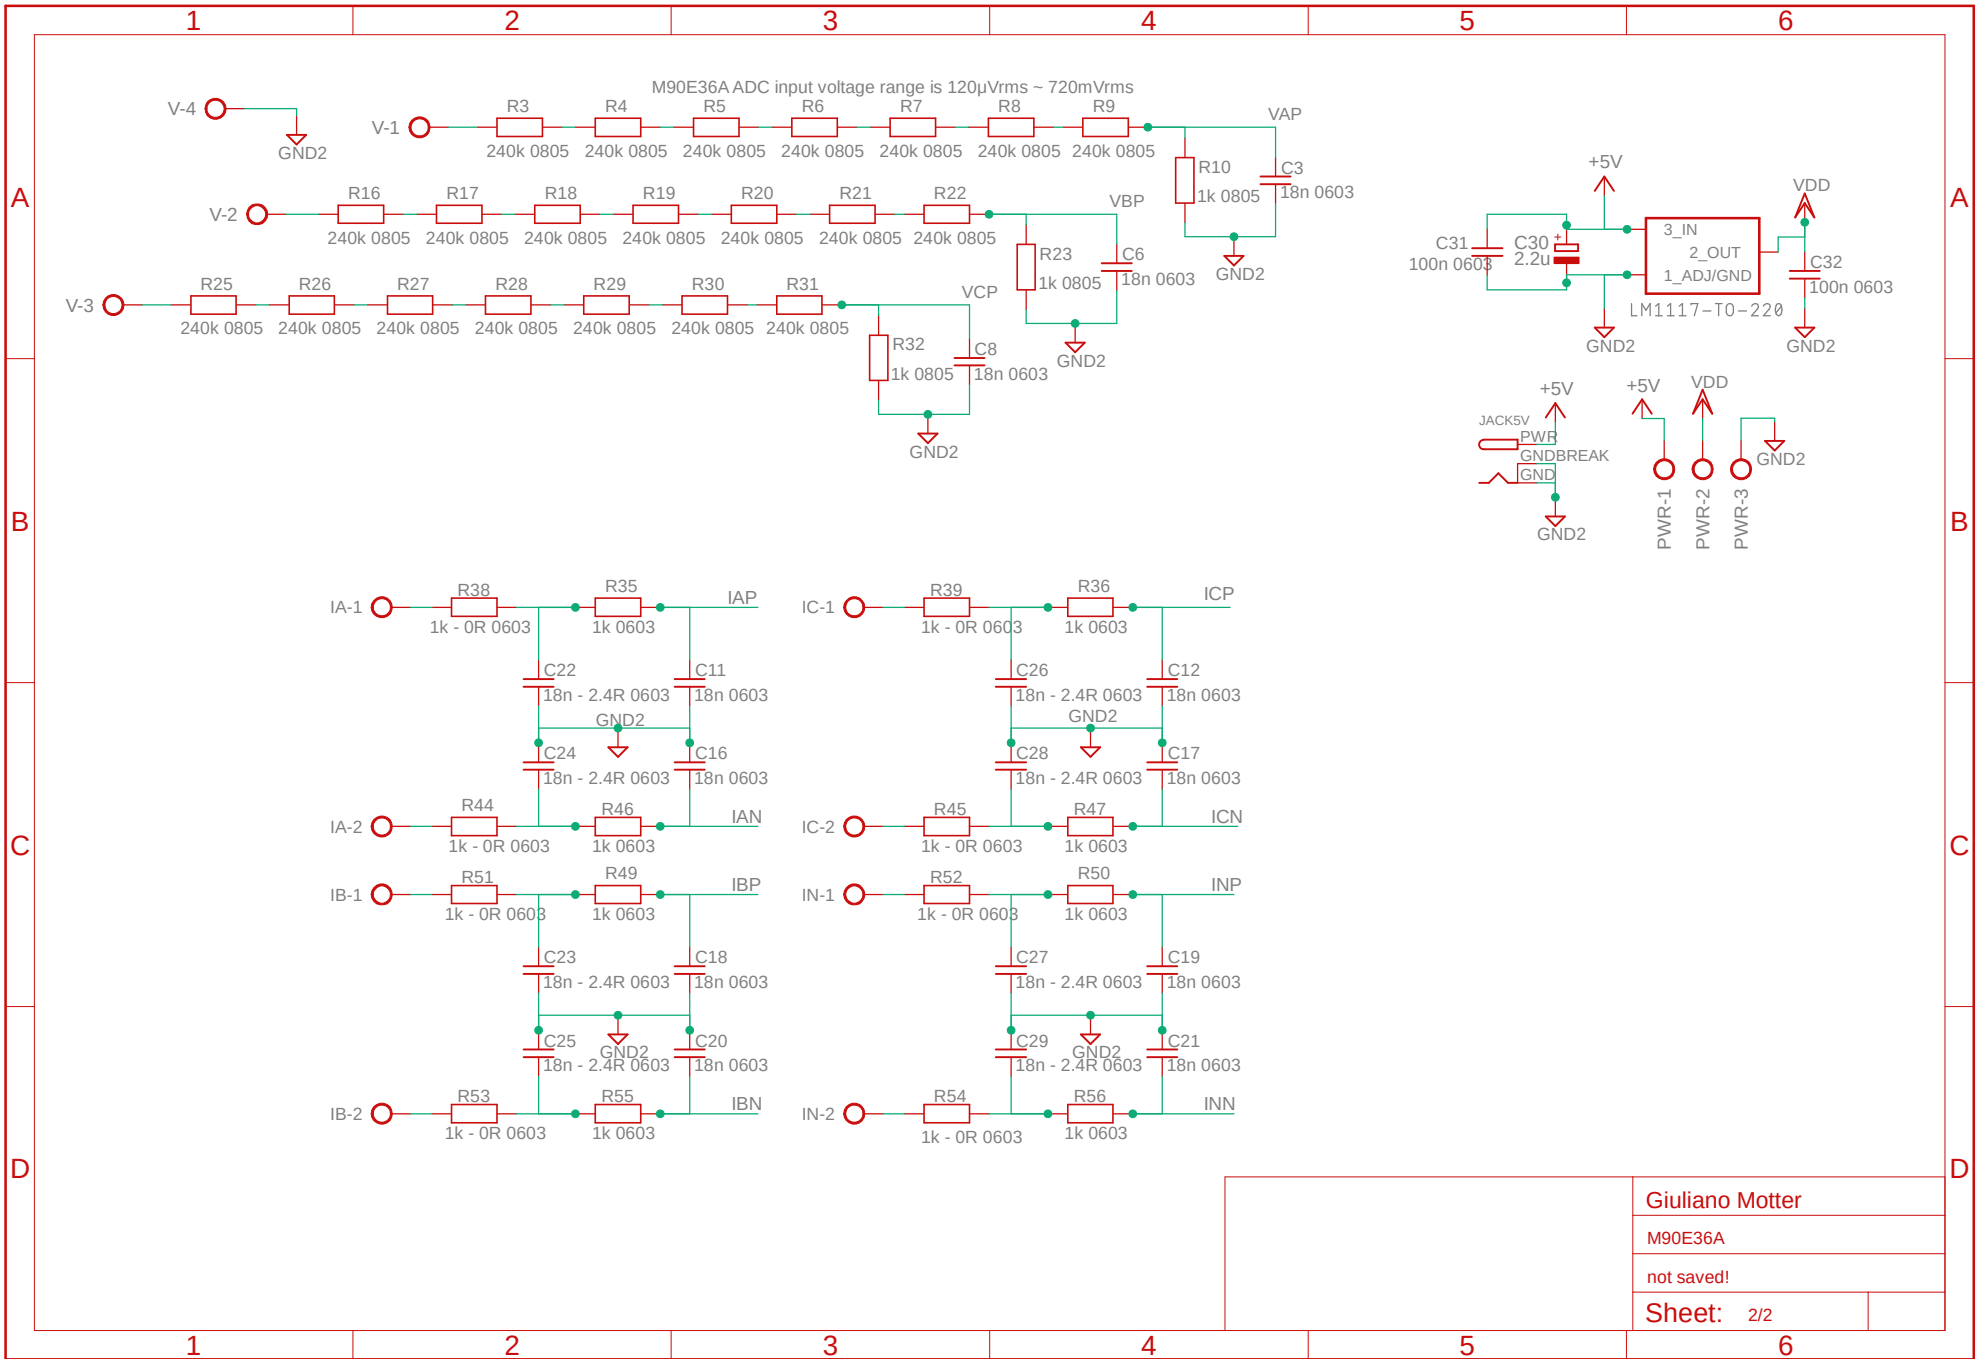 1 2 3 4 5 6
A A
B B
C C
D D
1 2 3 4 5 6
M90E36A ADC input voltage range is 120µVrms ~ 720mVrms
V-4
GND2
V-1
R3 R4 R5 R6 R7 R8 R9
240k 0805 240k 0805 240k 0805 240k 0805 240k 0805 240k 0805 240k 0805
VAP
R10
1k 0805
C3
18n 0603
GND2
V-2
R16 R17 R18 R19 R20 R21 R22
240k 0805 240k 0805 240k 0805 240k 0805 240k 0805 240k 0805 240k 0805
VBP
R23
1k 0805
C6
18n 0603
GND2
V-3
R25 R26 R27 R28 R29 R30 R31
240k 0805 240k 0805 240k 0805 240k 0805 240k 0805 240k 0805 240k 0805
VCP
R32
1k 0805
C8
18n 0603
GND2
+5V
VDD
C31
100n 0603
C30
+
2.2u
3_IN
2_OUT
1_ADJ/GND
LM1117-TO-220
C32
100n 0603
GND2
GND2
+5V
JACK5V
PWR
GNDBREAK
GND
GND2
+5V
VDD
GND2
PWR-1
PWR-2
PWR-3
IA-1
R38
1k - 0R 0603
R35
1k 0603
IAP
C22
18n - 2.4R 0603
C11
18n 0603
GND2
C24
18n - 2.4R 0603
C16
18n 0603
IA-2
R44
1k - 0R 0603
R46
1k 0603
IAN
IC-1
R39
1k - 0R 0603
R36
1k 0603
ICP
C26
18n - 2.4R 0603
C12
18n 0603
GND2
C28
18n - 2.4R 0603
C17
18n 0603
IC-2
R45
1k - 0R 0603
R47
1k 0603
ICN
IB-1
R51
1k - 0R 0603
R49
1k 0603
IBP
C23
18n - 2.4R 0603
C18
18n 0603
GND2
C25
18n - 2.4R 0603
C20
18n 0603
IB-2
R53
1k - 0R 0603
R55
1k 0603
IBN
IN-1
R52
1k - 0R 0603
R50
1k 0603
INP
C27
18n - 2.4R 0603
C19
18n 0603
GND2
C29
18n - 2.4R 0603
C21
18n 0603
IN-2
R54
1k - 0R 0603
R56
1k 0603
INN
Giuliano Motter
M90E36A
not saved!
Sheet: 2/2